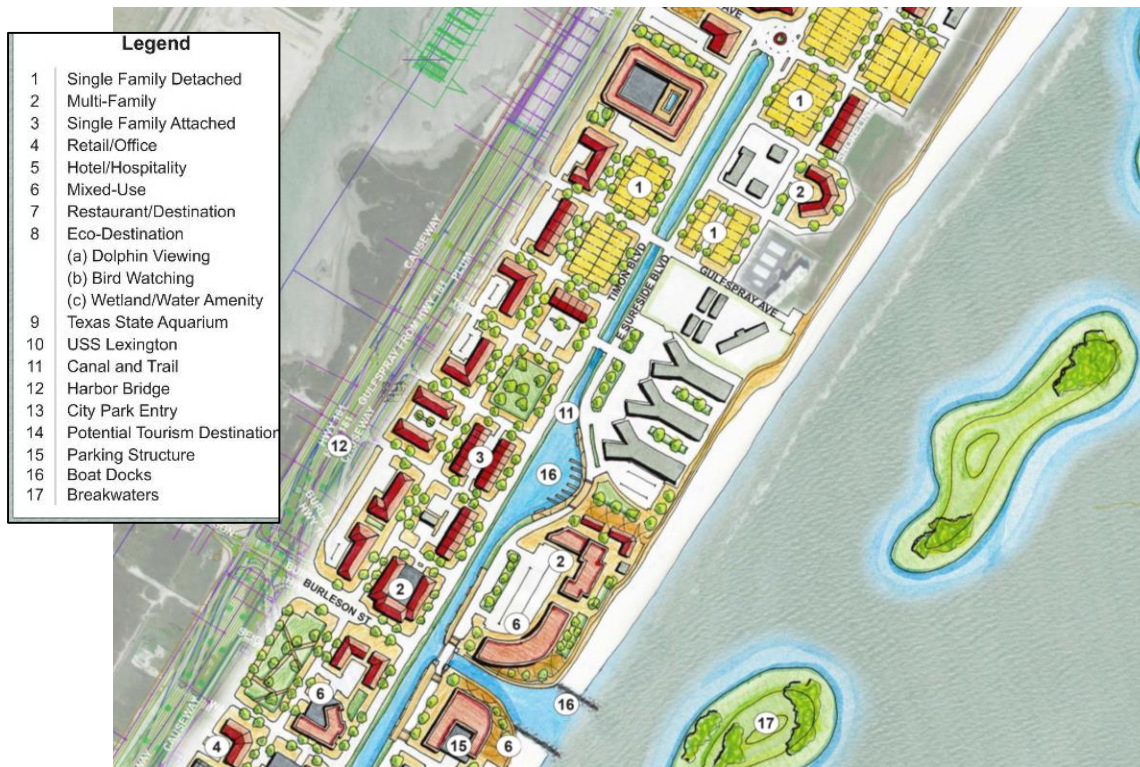 Legend
1 Single Family Detached
2 Multi-Family
3 Single Family Attached
4 Retail/Office
5 Hotel/Hospitality
6 Mixed-Use
7 Restaurant/Destination
8 Eco-Destination
(a) Dolphin Viewing
(b) Bird Watching
(c) Wetland/Water Amenity
9 Texas State Aquarium
10 USS Lexington
11 Canal and Trail
12 Harbor Bridge
13 City Park Entry
14 Potential Tourism Destination
15 Parking Structure
16 Boat Docks
17 Breakwaters
AVE
1
2
1
1
CAUSEWAY
TIMON BLVD
E SURFSIDE BLVD
GULFSPRAY AVE
11
12
3
16
2
2
BURLESON ST
6
6
16
17
4
15
6
CAUSEWAY